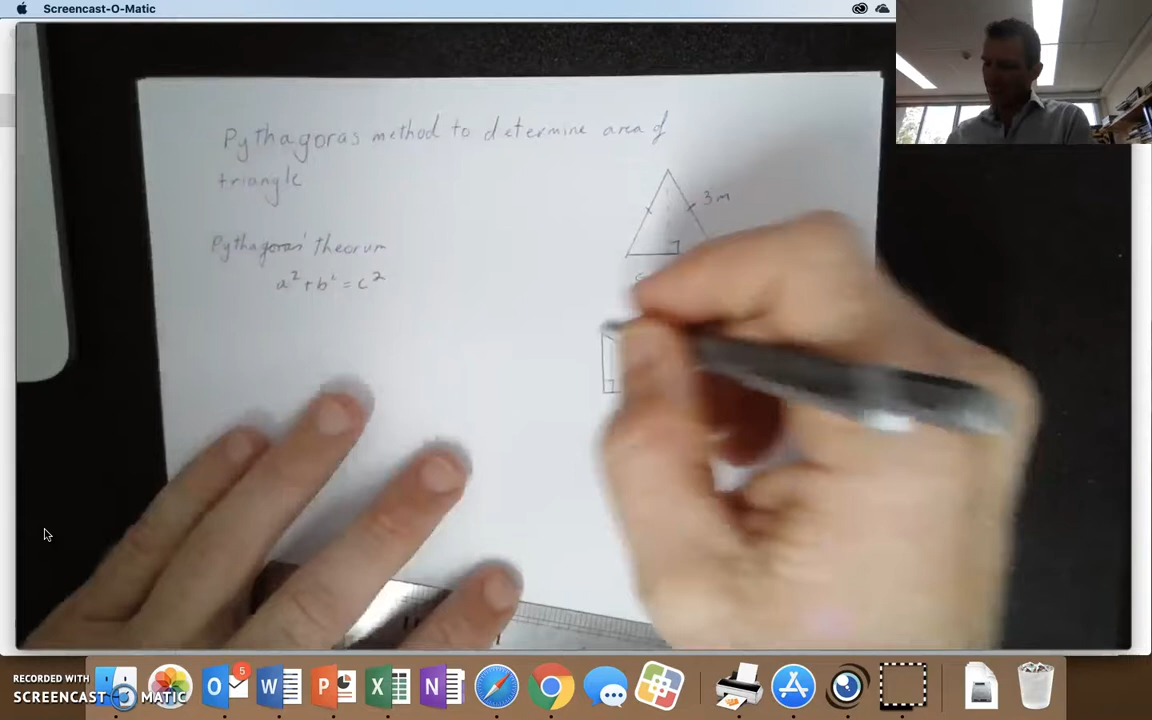 Screencast-O-Matic
Pythagoras method to determine area of
triangle
3m
Pythagoras' theorum
a² + b² = c²
5
RECORDED WITH
SCREENCAST-O-MATIC